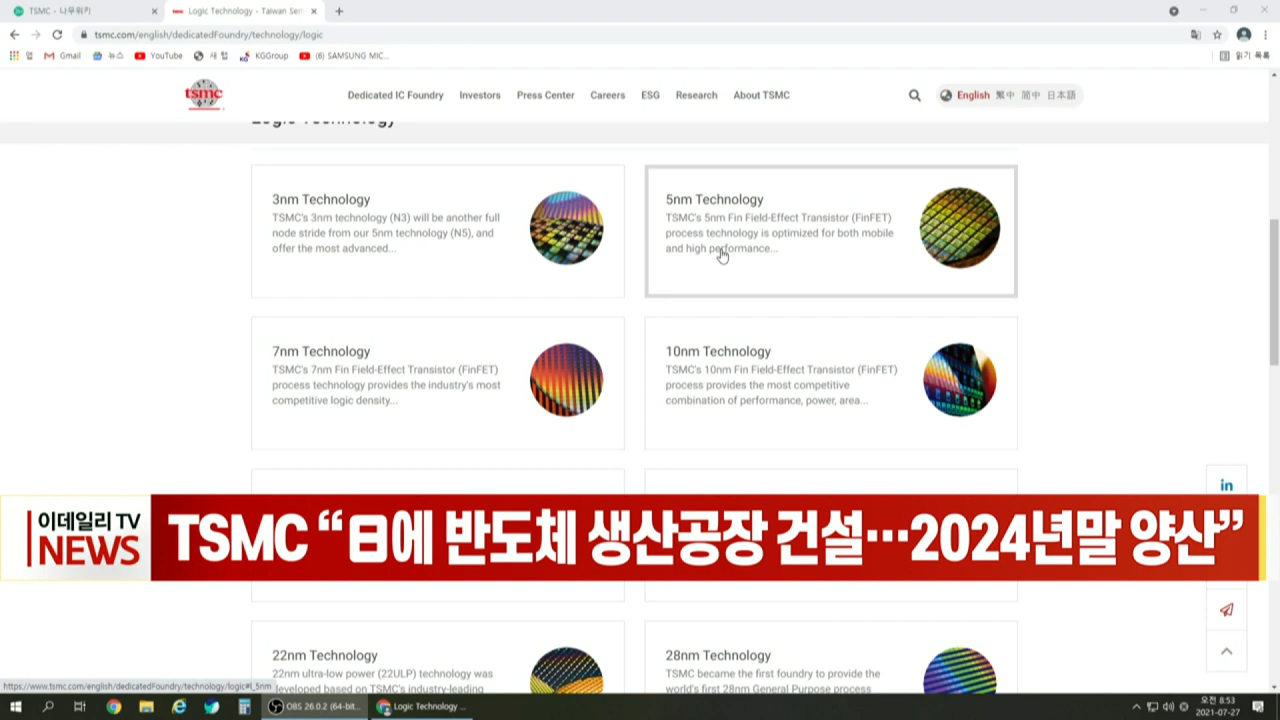 TSMC - 나무위키
Logic Technology - Taiwan Sem
tsmc.com/english/dedicatedFoundry/technology/logic
앱 Gmail 뉴스 YouTube 새 탭 KGGroup (6) SAMSUNG MIC... 읽기 목록
tsmc
Dedicated IC Foundry Investors Press Center Careers ESG Research About TSMC English 繁中 简中 日本語
Logic Technology
3nm Technology
TSMC's 3nm technology (N3) will be another full
node stride from our 5nm technology (N5), and
offer the most advanced...
5nm Technology
TSMC's 5nm Fin Field-Effect Transistor (FinFET)
process technology is optimized for both mobile
and high performance...
7nm Technology
TSMC's 7nm Fin Field-Effect Transistor (FinFET)
process technology provides the industry's most
competitive logic density...
10nm Technology
TSMC's 10nm Fin Field-Effect Transistor (FinFET)
process provides the most competitive
combination of performance, power, area...
in
이데일리 TV
NEWS
TSMC “日에 반도체 생산공장 건설…2024년말 양산”
22nm Technology
22nm ultra-low power (22ULP) technology was
developed based on TSMC's industry-leading
28nm Technology
TSMC became the first foundry to provide the
world's first 28nm General Purpose process
https://www.tsmc.com/english/dedicatedFoundry/technology/logic#l_5nm
OBS 26.0.2 (64-bit... Logic Technology ...
오전 8:53
2021-07-27